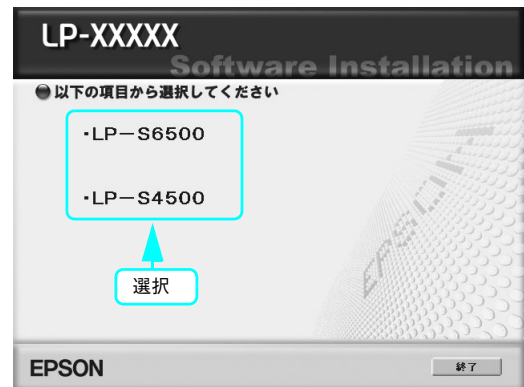 LP-XXXXX
Software Installation
以下の項目から選択してください
・LP－S6500
・LP－S4500
選択
EPSON
EPSON
終了